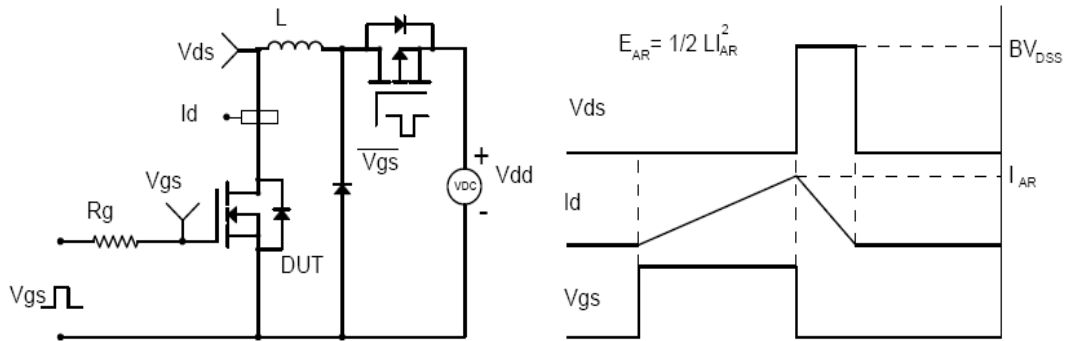 L
Vds
Id
Vgs
Vgs
Rg
DUT
Vgs
+
VDC
Vdd
-
E_AR = 1/2 LI²_AR
BV_DSS
Vds
I_AR
Id
Vgs